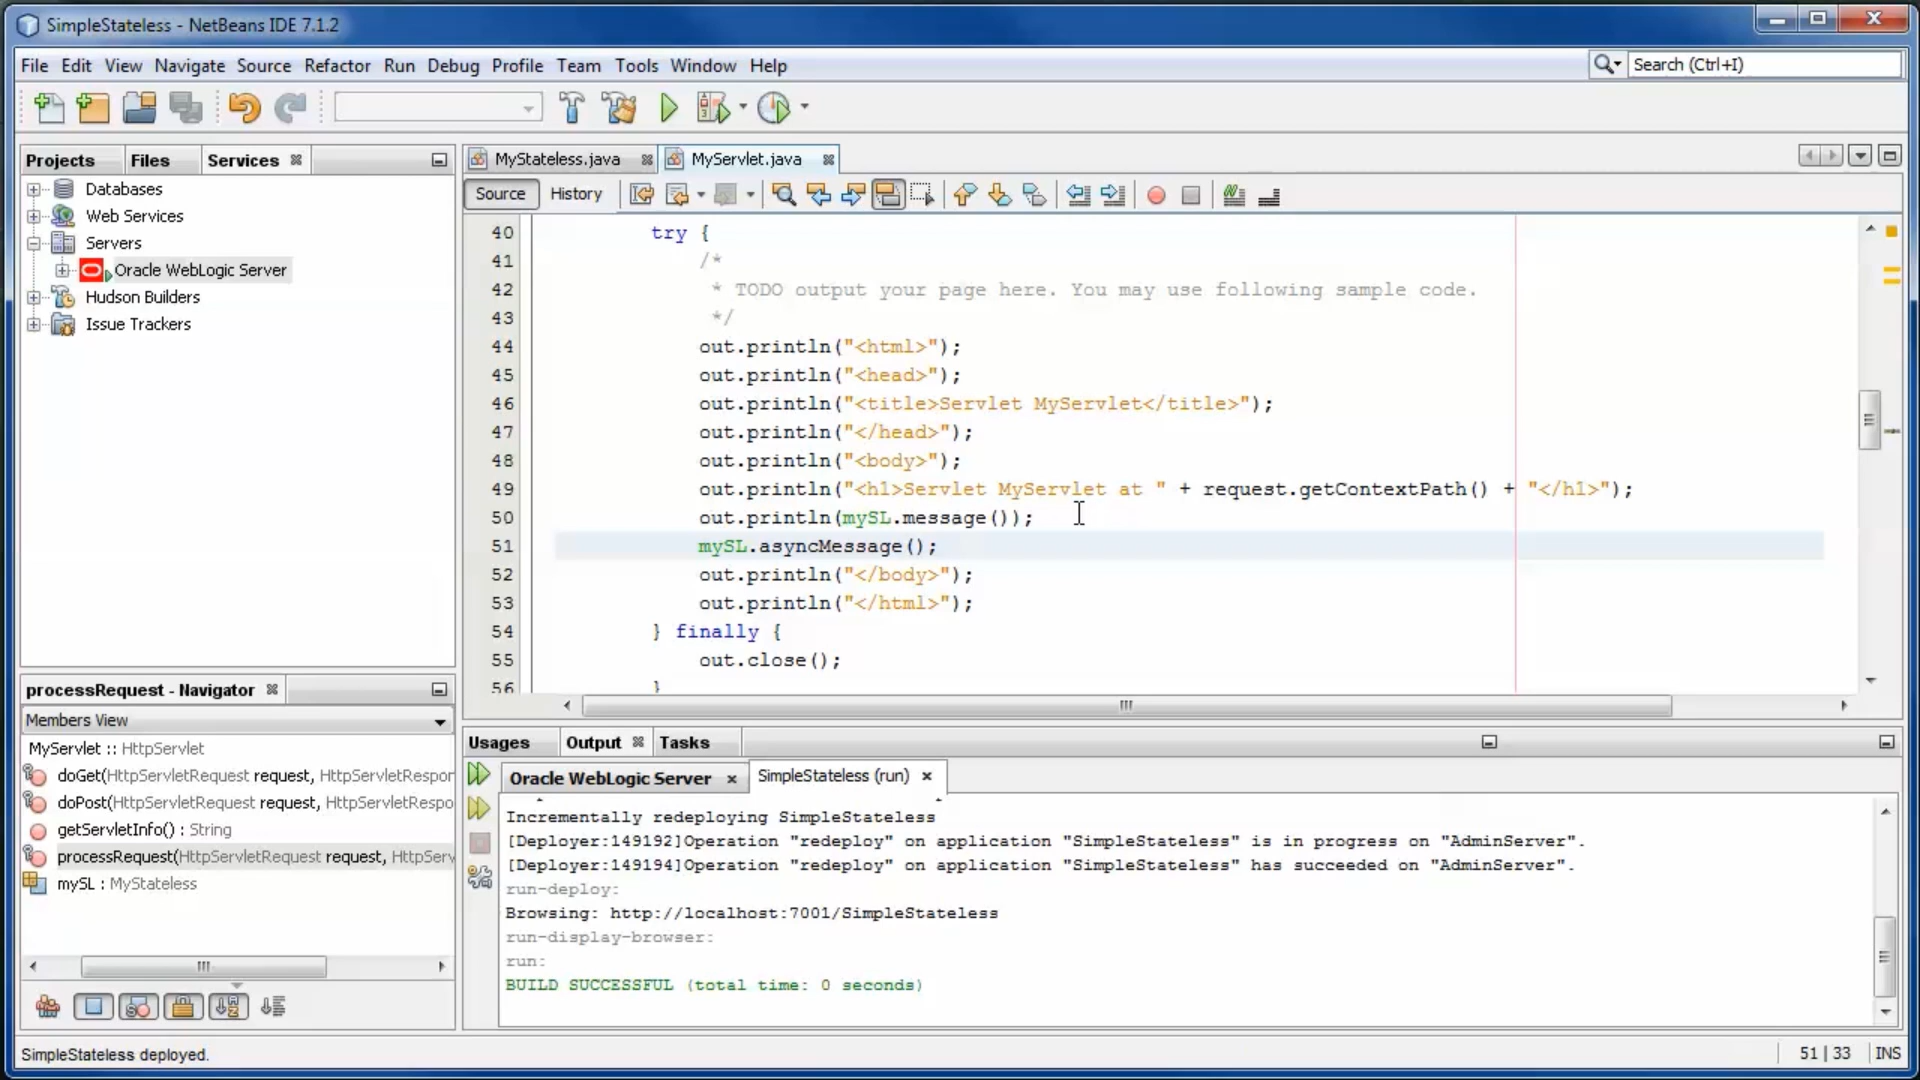 SimpleStateless - NetBeans IDE 7.1.2
File Edit View Navigate Source Refactor Run Debug Profile Team Tools Window Help
Search (Ctrl+I)
Projects Files Services
Databases
Web Services
Servers
Oracle WebLogic Server
Hudson Builders
Issue Trackers
MyStateless.java MyServlet.java
Source History
40 try {
41 /*
42 * TODO output your page here. You may use following sample code.
43 */
44 out.println("<html>");
45 out.println("<head>");
46 out.println("<title>Servlet MyServlet</title>");
47 out.println("</head>");
48 out.println("<body>");
49 out.println("<h1>Servlet MyServlet at " + request.getContextPath() + "</h1>");
50 out.println(mySL.message());
51 mySL.asyncMessage();
52 out.println("</body>");
53 out.println("</html>");
54 } finally {
55 out.close();
56 }
processRequest - Navigator
Members View
MyServlet :: HttpServlet
doGet(HttpServletRequest request, HttpServletRespor
doPost(HttpServletRequest request, HttpServletRespo
getServletInfo() : String
processRequest(HttpServletRequest request, HttpServ
mySL : MyStateless
Usages Output Tasks
Oracle WebLogic Server SimpleStateless (run)
Incrementally redeploying SimpleStateless
[Deployer:149192]Operation "redeploy" on application "SimpleStateless" is in progress on "AdminServer".
[Deployer:149194]Operation "redeploy" on application "SimpleStateless" has succeeded on "AdminServer".
run-deploy:
Browsing: http://localhost:7001/SimpleStateless
run-display-browser:
run:
BUILD SUCCESSFUL (total time: 0 seconds)
SimpleStateless deployed.
51 | 33 INS